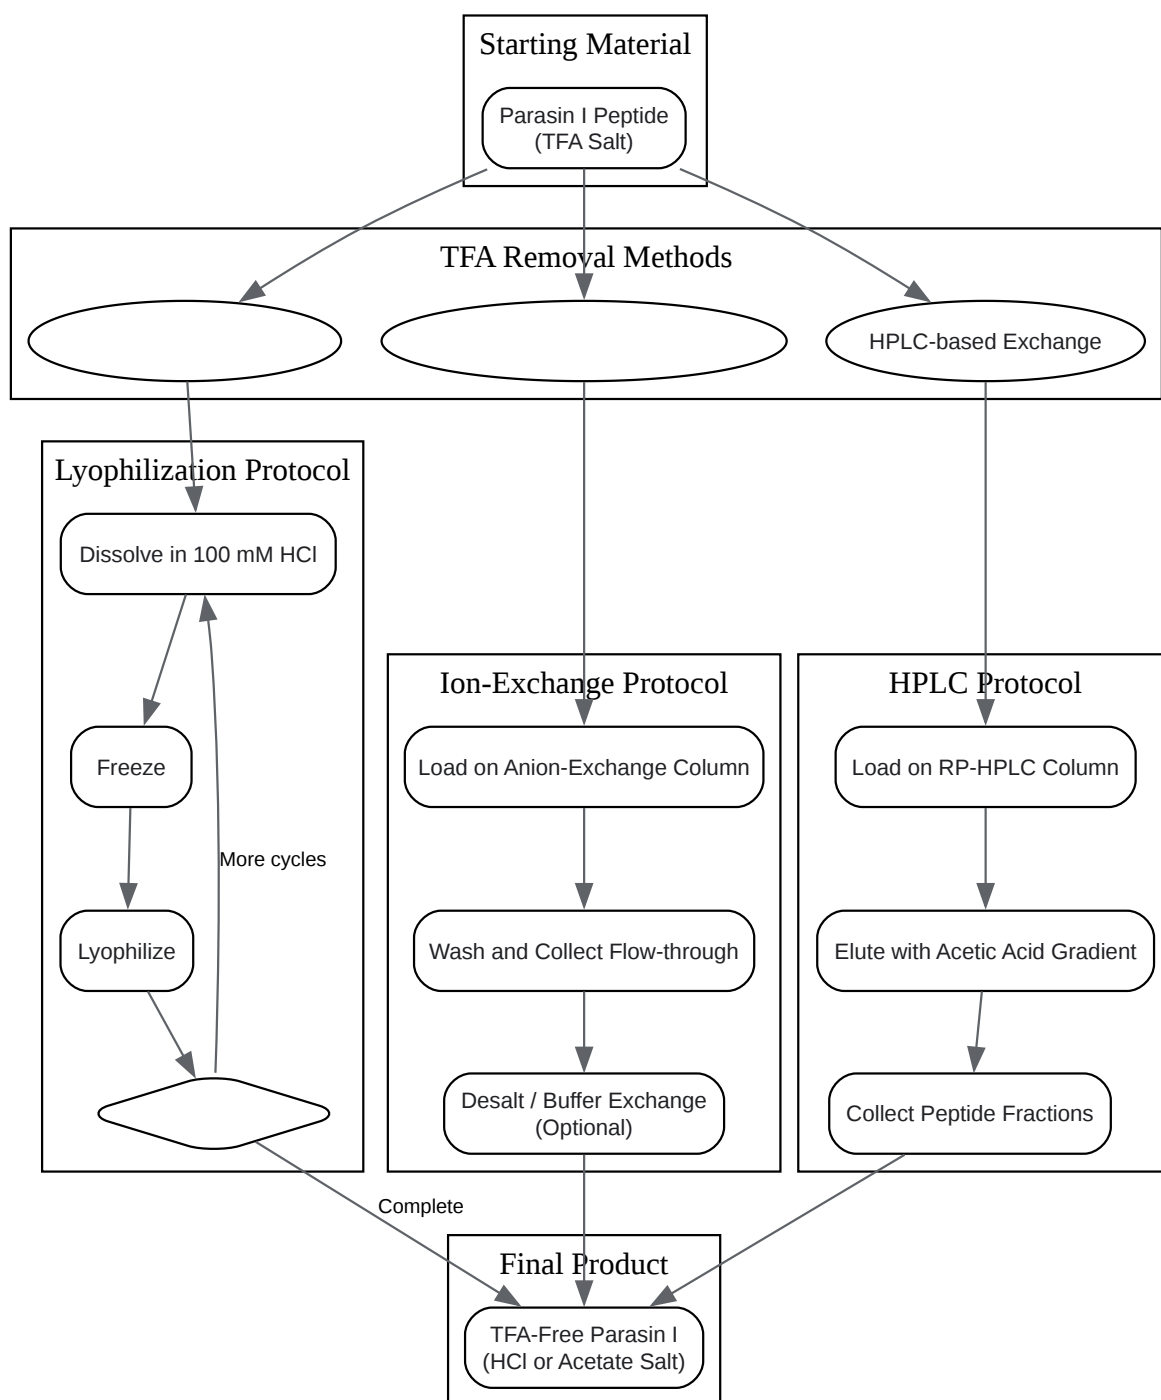 Starting Material
Parasin I Peptide
(TFA Salt)
TFA Removal Methods
HPLC-based Exchange
Lyophilization Protocol
Dissolve in 100 mM HCl
Freeze
Lyophilize
More cycles
Ion-Exchange Protocol
Load on Anion-Exchange Column
Wash and Collect Flow-through
Desalt / Buffer Exchange
(Optional)
HPLC Protocol
Load on RP-HPLC Column
Elute with Acetic Acid Gradient
Collect Peptide Fractions
Complete
Final Product
TFA-Free Parasin I
(HCl or Acetate Salt)